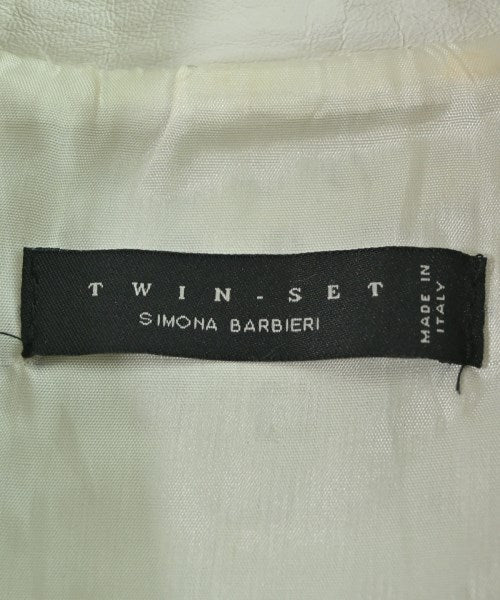 TWIN-SET
SIMONA BARBIERI
MADE IN
ITALY